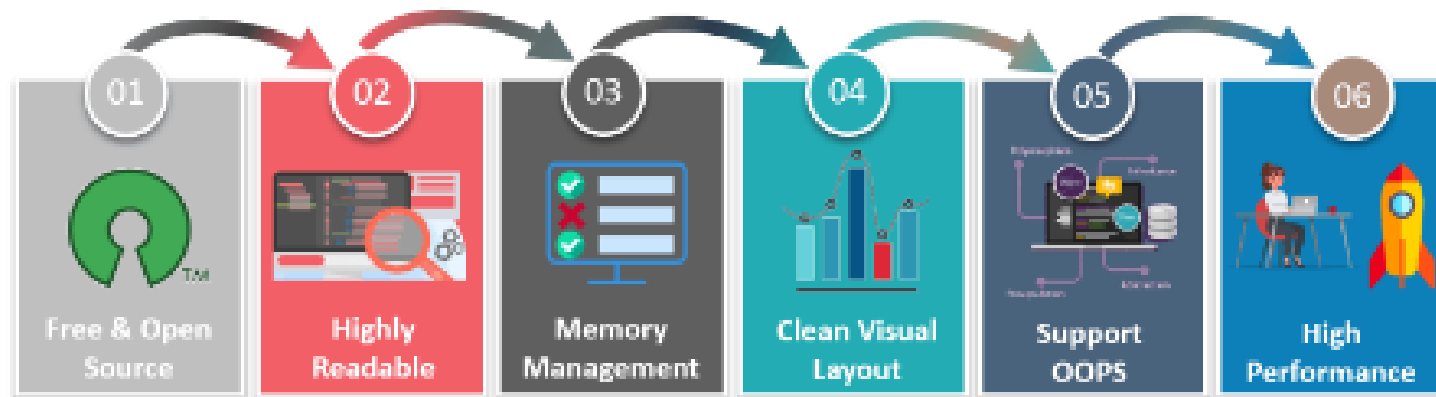 01
02
03
04
05
06
TM
Free & Open
Source
Highly
Readable
Memory
Management
Clean Visual
Layout
Support
OOPS
High
Performance